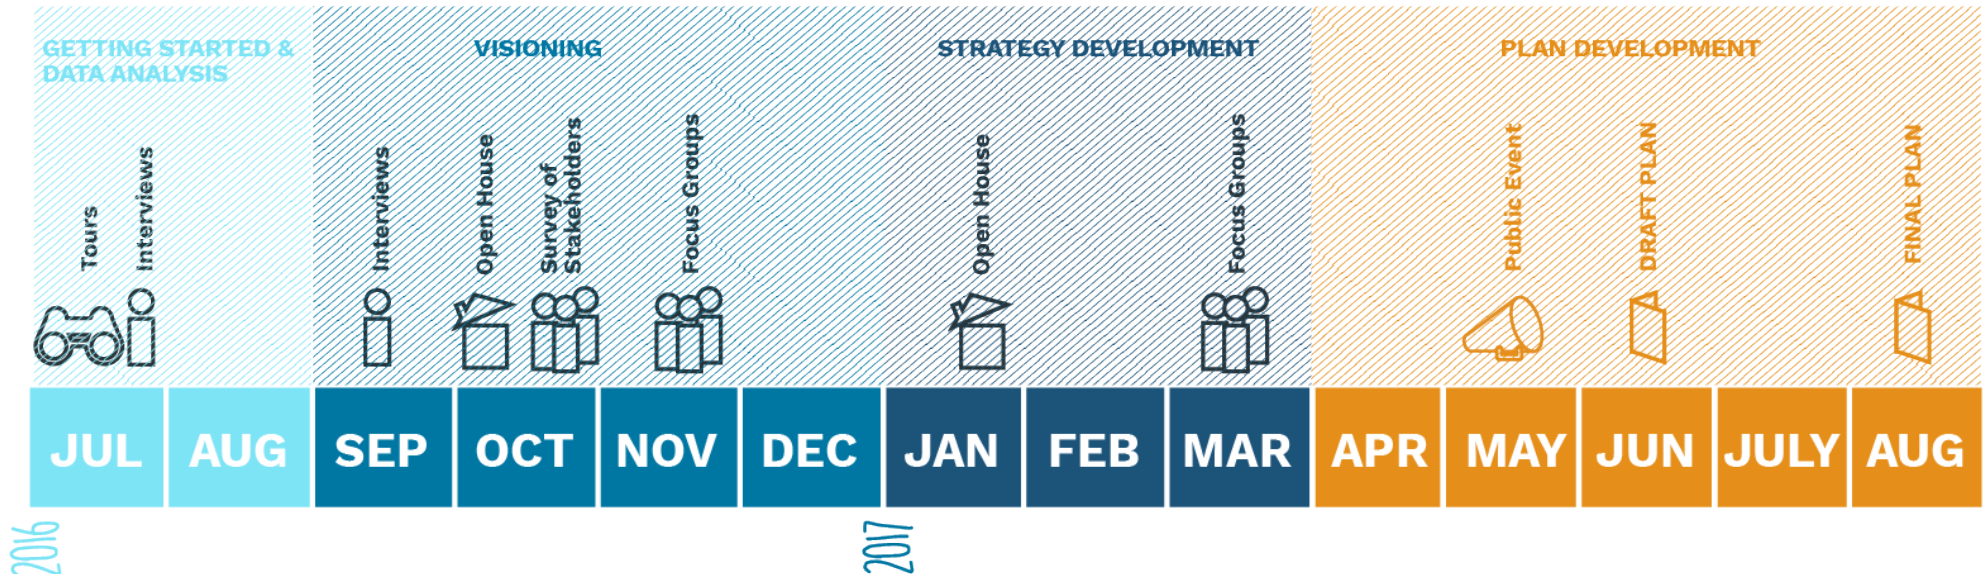 GETTING STARTED &
DATA ANALYSIS
VISIONING
STRATEGY DEVELOPMENT
PLAN DEVELOPMENT
Tours
Interviews
Interviews
Open House
Survey of
Stakeholders
Focus Groups
Open House
Focus Groups
Public Event
DRAFT PLAN
FINAL PLAN
JUL
AUG
SEP
OCT
NOV
DEC
JAN
FEB
MAR
APR
MAY
JUN
JULY
AUG
2016
2017